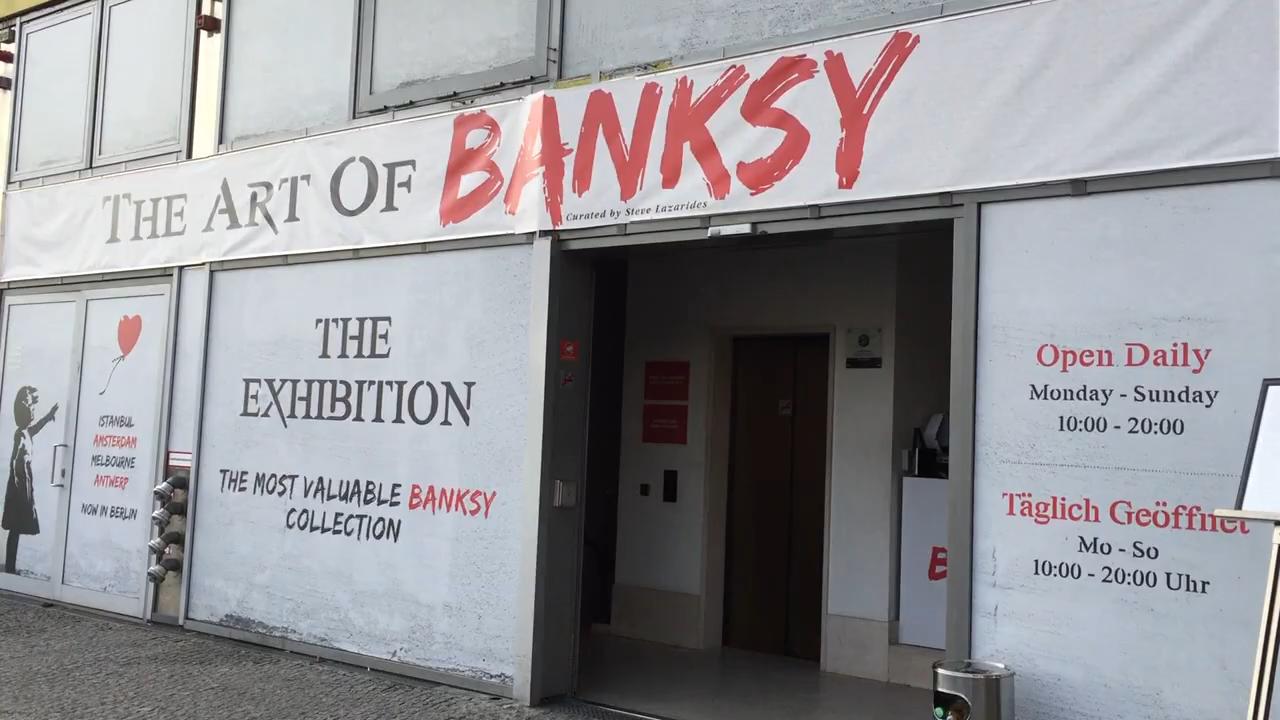 THE ART OF BANKSY
Curated by Steve Lazarides
ISTANBUL
AMSTERDAM
MELBOURNE
ANTWERP
NOW IN BERLIN
THE
EXHIBITION
THE MOST VALUABLE BANKSY
COLLECTION
Open Daily
Monday - Sunday
10:00 - 20:00
Täglich Geöffnet
Mo - So
10:00 - 20:00 Uhr
B